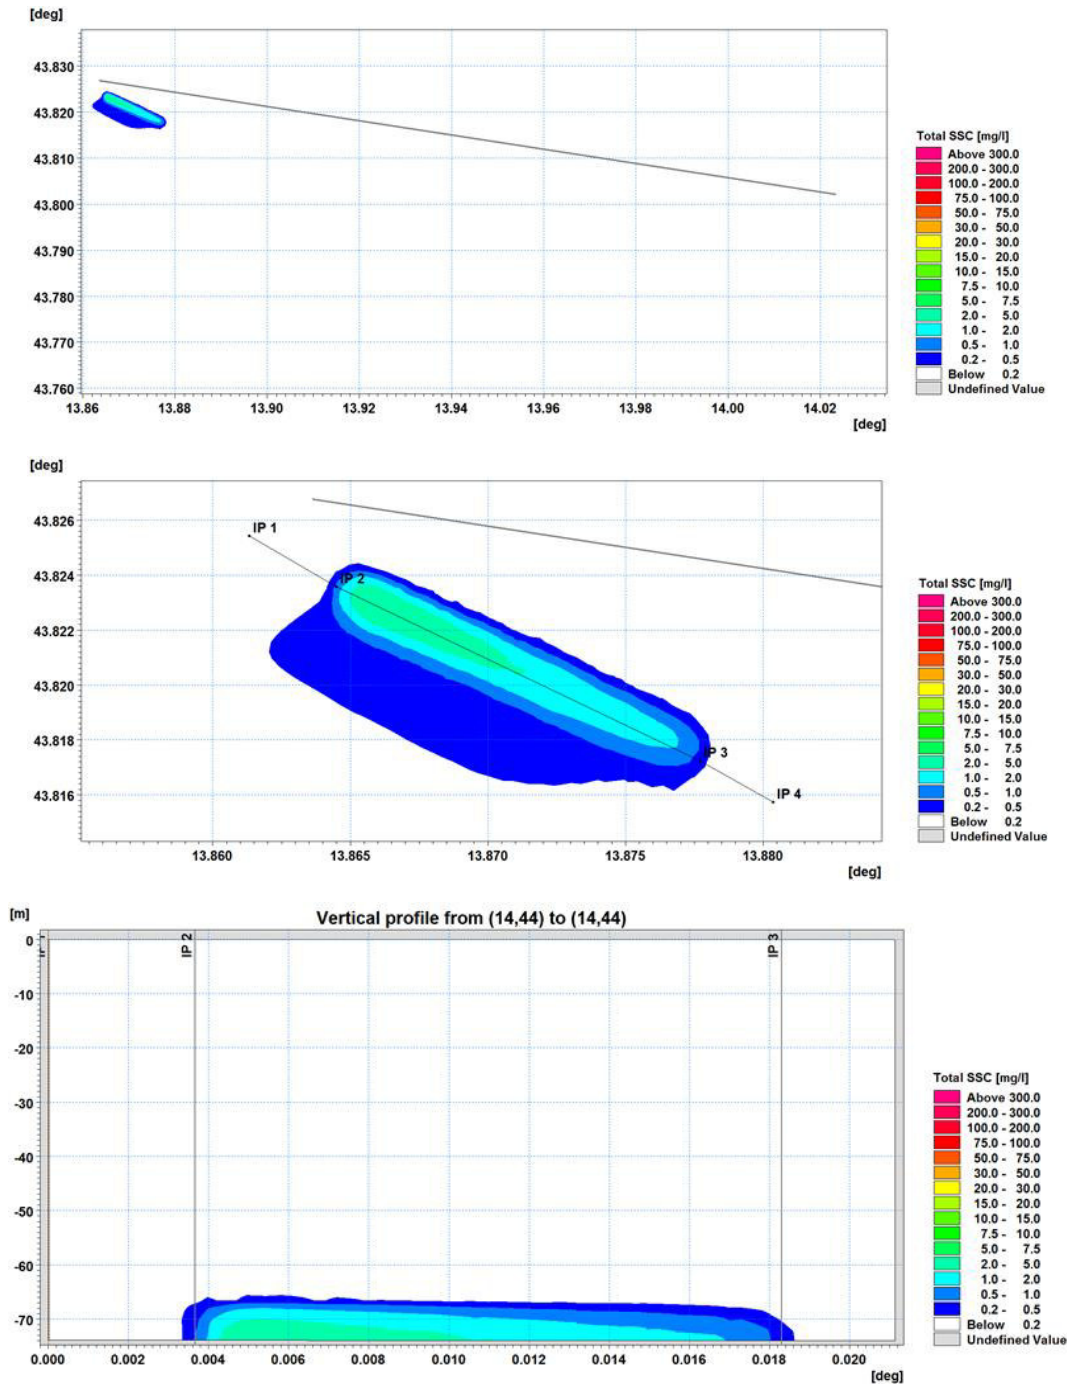 [deg]
43.830
43.820
43.810
43.800
43.790
43.780
43.770
43.760
13.86 13.88 13.90 13.92 13.94 13.96 13.98 14.00 14.02
[deg]
Total SSC [mg/l]
Above 300.0
200.0 - 300.0
100.0 - 200.0
75.0 - 100.0
50.0 - 75.0
30.0 - 50.0
20.0 - 30.0
15.0 - 20.0
10.0 - 15.0
7.5 - 10.0
5.0 - 7.5
2.0 - 5.0
1.0 - 2.0
0.5 - 1.0
0.2 - 0.5
Below 0.2
Undefined Value
[deg]
43.826
43.824
43.822
43.820
43.818
43.816
IP 1
IP 2
IP 3
IP 4
13.860 13.865 13.870 13.875 13.880
[deg]
Total SSC [mg/l]
Above 300.0
200.0 - 300.0
100.0 - 200.0
75.0 - 100.0
50.0 - 75.0
30.0 - 50.0
20.0 - 30.0
15.0 - 20.0
10.0 - 15.0
7.5 - 10.0
5.0 - 7.5
2.0 - 5.0
1.0 - 2.0
0.5 - 1.0
0.2 - 0.5
Below 0.2
Undefined Value
[m]
Vertical profile from (14,44) to (14,44)
IP 2
IP 3
0
-10
-20
-30
-40
-50
-60
-70
0.000 0.002 0.004 0.006 0.008 0.010 0.012 0.014 0.016 0.018 0.020
[deg]
Total SSC [mg/l]
Above 300.0
200.0 - 300.0
100.0 - 200.0
75.0 - 100.0
50.0 - 75.0
30.0 - 50.0
20.0 - 30.0
15.0 - 20.0
10.0 - 15.0
7.5 - 10.0
5.0 - 7.5
2.0 - 5.0
1.0 - 2.0
0.5 - 1.0
0.2 - 0.5
Below 0.2
Undefined Value